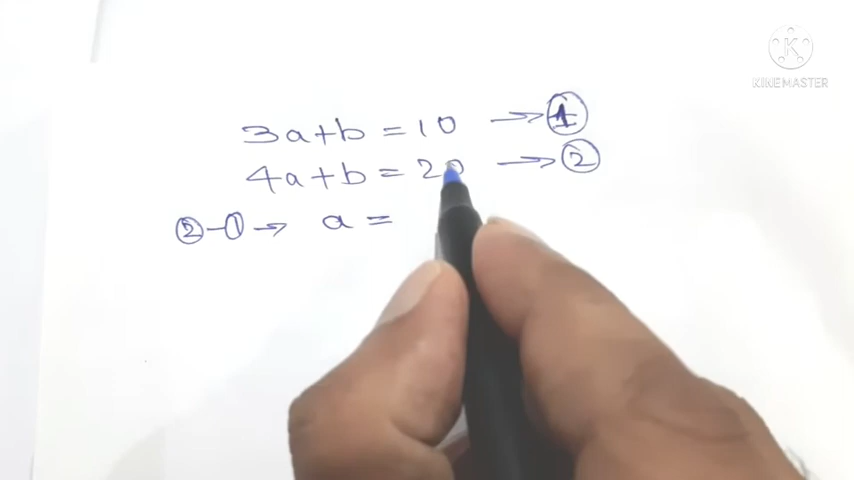 3a+b = 10 → ①
4a+b = 20 → ②
②-① → a =
K
KINEMASTER